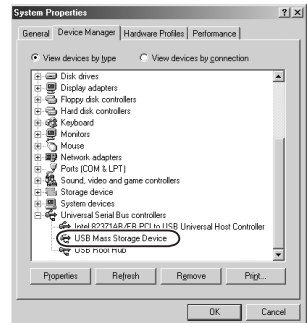 System Properties
General Device Manager Hardware Profiles Performance
View devices by type View devices by connection
Disk drives
Display adapters
Floppy disk controllers
Hard disk controllers
Keyboard
Monitors
Mouse
Network adapters
Ports (COM & LPT)
Sound, video and game controllers
Storage device
System devices
Universal Serial Bus controllers
Intel 82371AB/EB PCI to USB Universal Host Controller
USB Mass Storage Device
USB Root Hub
Properties Refresh Remove Print...
OK Cancel